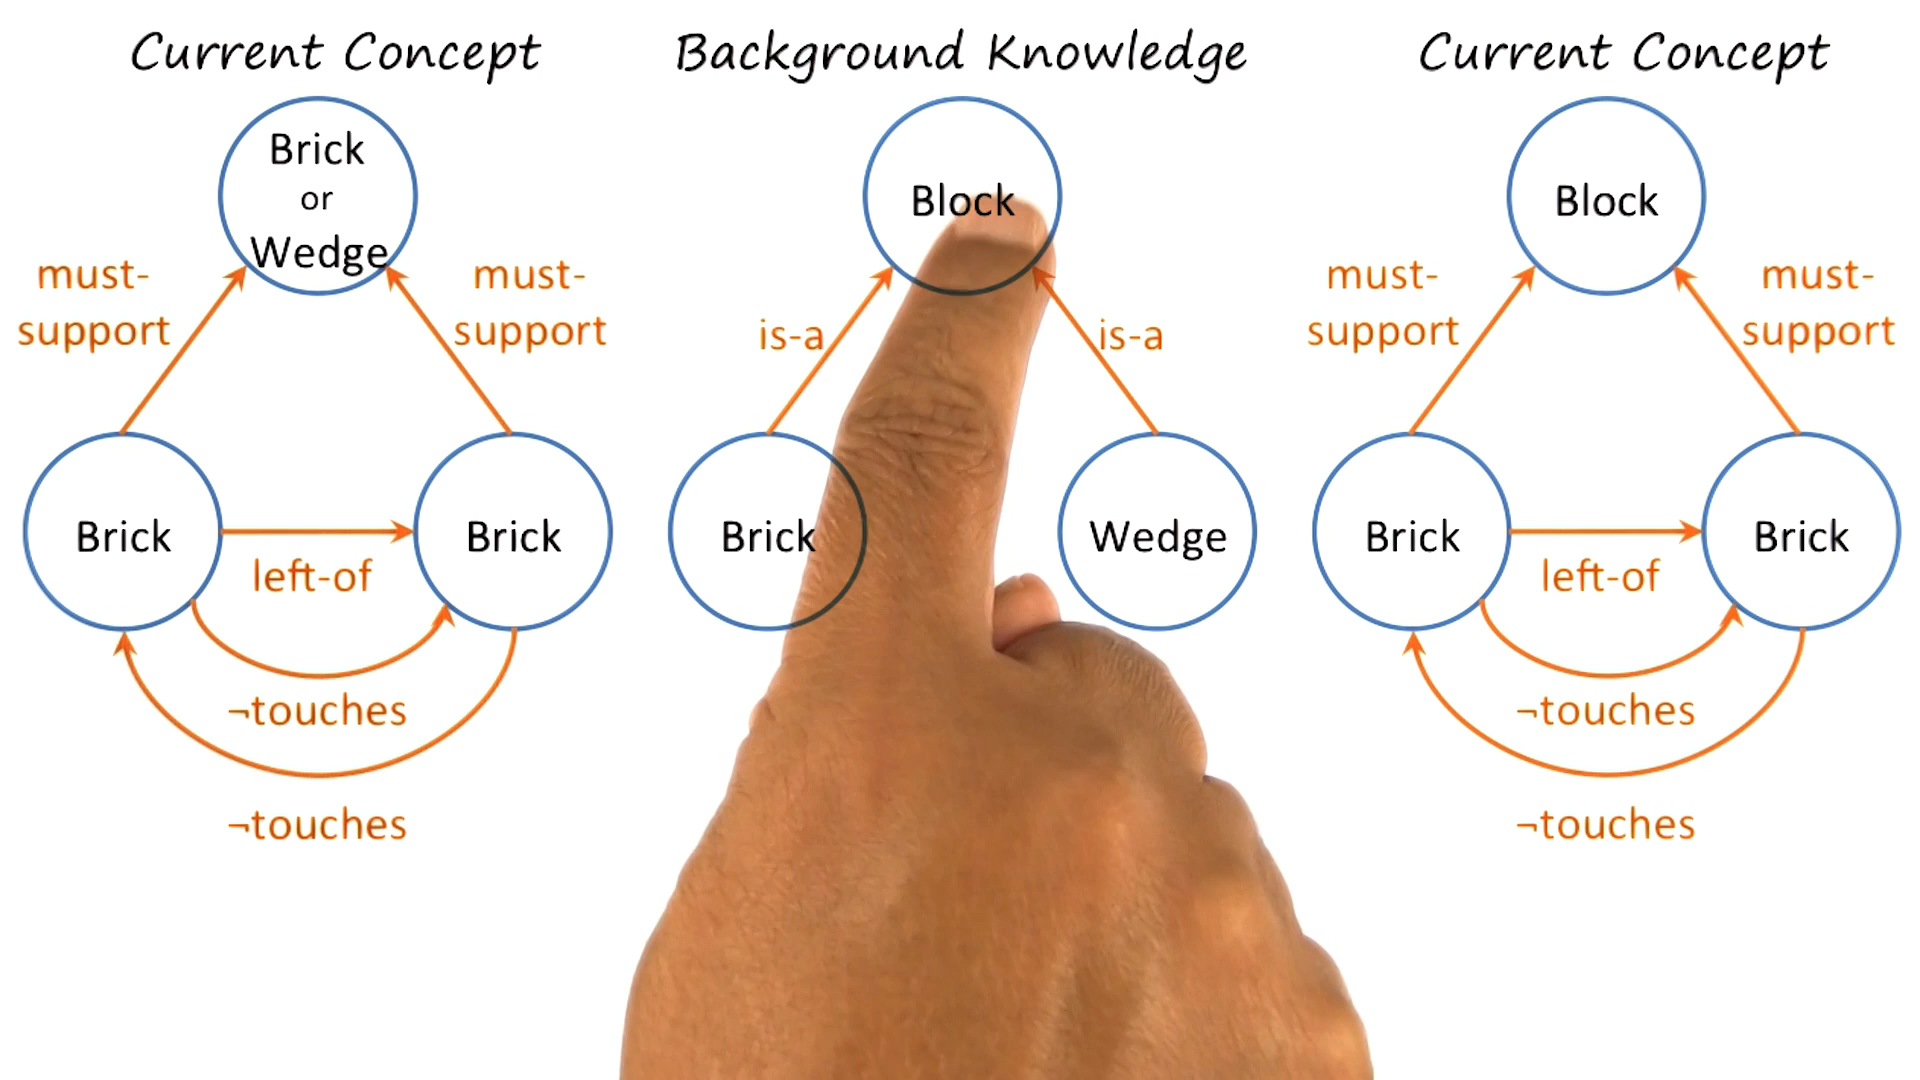 Current Concept
Brick
or
Wedge
must-
support
must-
support
Brick
Brick
left-of
¬touches
¬touches
Background Knowledge
Block
is-a
is-a
Brick
Wedge
Current Concept
Block
must-
support
must-
support
Brick
Brick
left-of
¬touches
¬touches